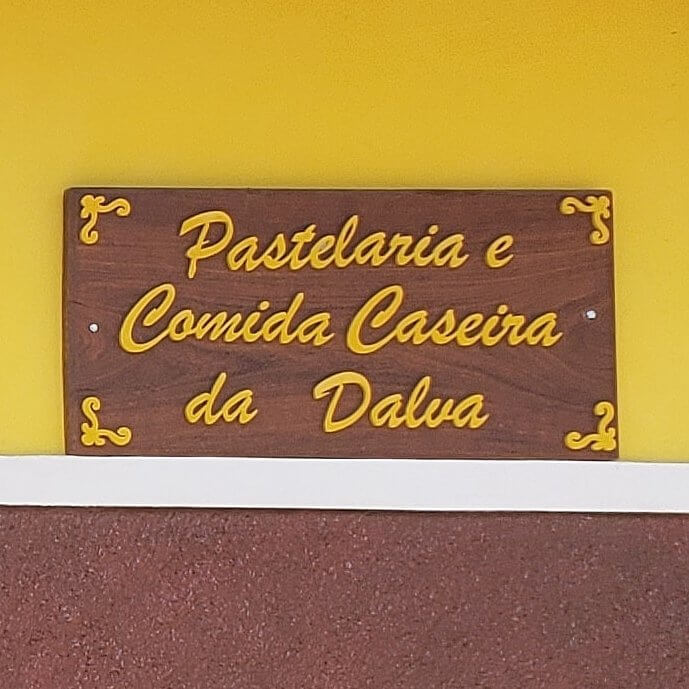 Pastelaria e
Comida Caseira
da Dalva